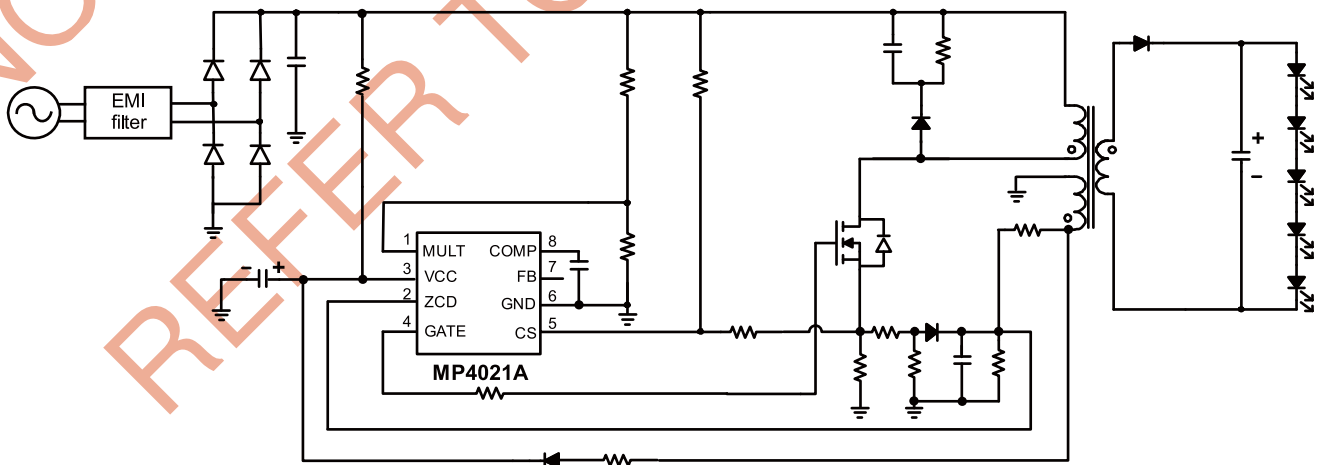 NO
REFER TO
EMI
filter
1
MULT
COMP
8
3
VCC
FB
7
2
ZCD
GND
6
4
GATE
CS
5
MP4021A
- +
+
-